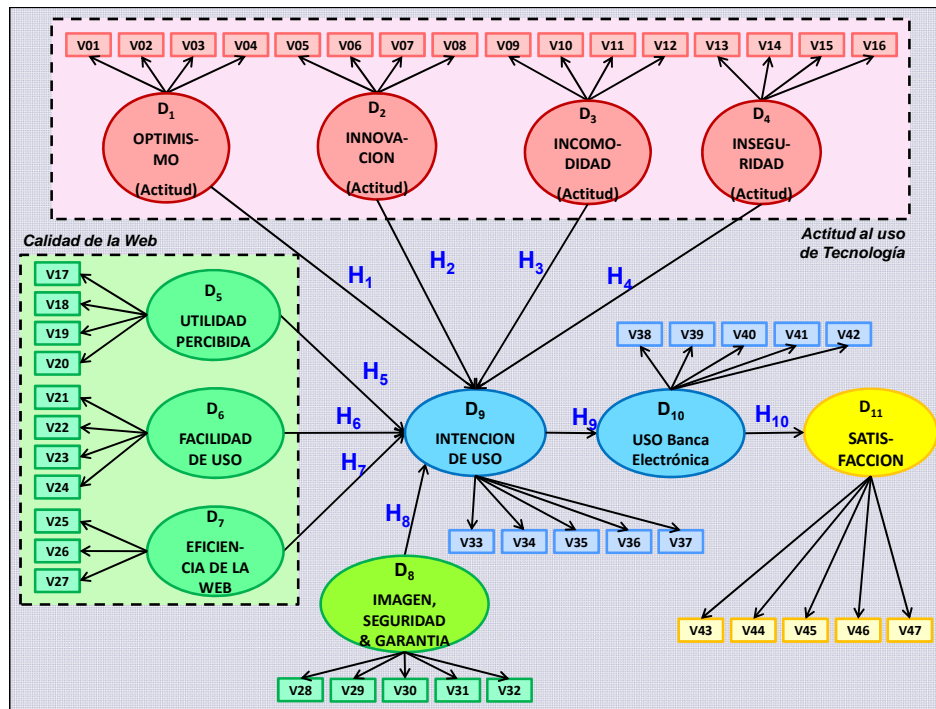 V01 V02 V03 V04 V05 V06 V07 V08 V09 V10 V11 V12 V13 V14 V15 V16
D1
OPTIMIS-
MO
(Actitud)
D2
INNOVA-
CION
(Actitud)
D3
INCOMO-
DIDAD
(Actitud)
D4
INSEGU-
RIDAD
(Actitud)
Calidad de la Web
Actitud al uso
de Tecnología
H1
H2
H3
H4
V17
V18
V19
V20
D5
UTILIDAD
PERCIBIDA
H5
V21
V22
V23
V24
D6
FACILIDAD
DE USO
H6
V25
V26
V27
D7
EFICIEN-
CIA DE LA
WEB
H7
D8
IMAGEN,
SEGURIDAD
& GARANTIA
H8
V28 V29 V30 V31 V32
D9
INTENCION
DE USO
V33 V34 V35 V36 V37
H9
V38 V39 V40 V41 V42
D10
USO Banca
Electrónica
H10
D11
SATIS-
FACCION
V43 V44 V45 V46 V47